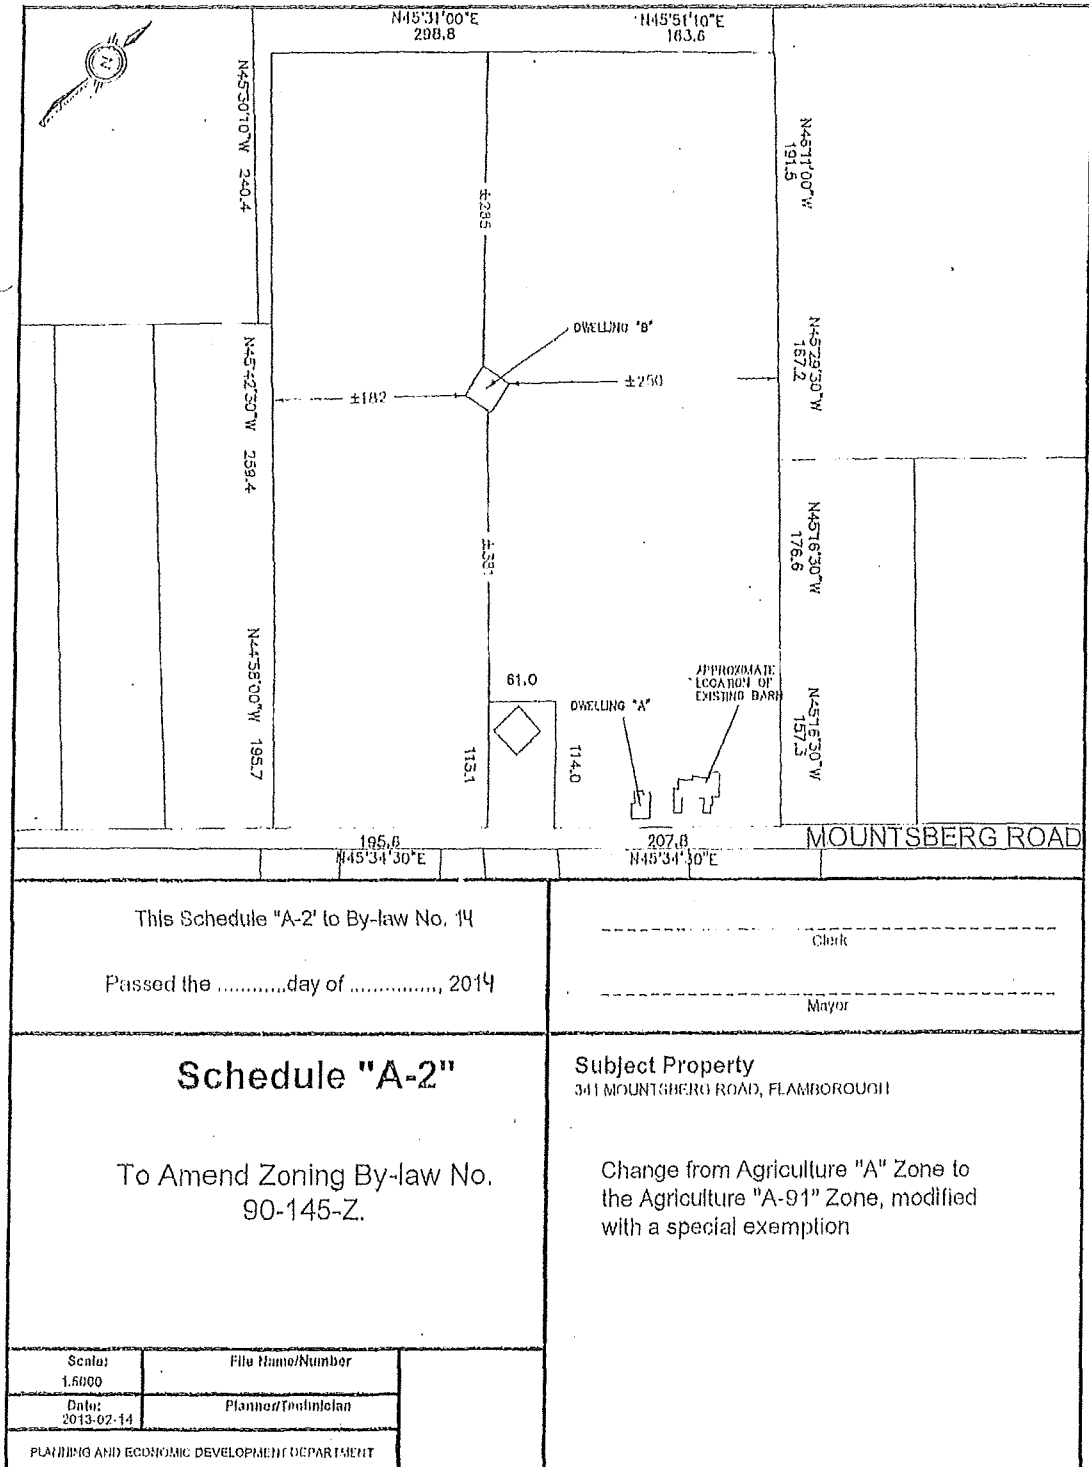 N45°31'00"E
298.8
N45°51'10"E
163.6
N
N45°30'10"W 240.4
N46°11'00"W
191.5
±286
DWELLING "B"
±182
±250
N45°29'30"W
167.2
N45°42'30"W 259.4
±381
N45°16'30"W
176.6
N44°58'00"W 195.7
61.0
DWELLING "A"
APPROXIMATE
LOCATION OF
EXISTING BARN
N45°16'30"W
157.3
113.1
114.0
195.6
N45°34'30"E
207.8
N45°34'30"E
MOUNTSBERG ROAD
This Schedule "A-2' to By-law No. 14
Passed the ............day of .............., 2014
Clerk
Mayor
Schedule "A-2"
To Amend Zoning By-law No.
90-145-Z.
Subject Property
341 MOUNTSBERG ROAD, FLAMBOROUGH
Change from Agriculture "A" Zone to
the Agriculture "A-91" Zone, modified
with a special exemption
Scale:
1.5000
File Name/Number
Date:
2013-02-14
Planner/Technician
PLANNING AND ECONOMIC DEVELOPMENT DEPARTMENT